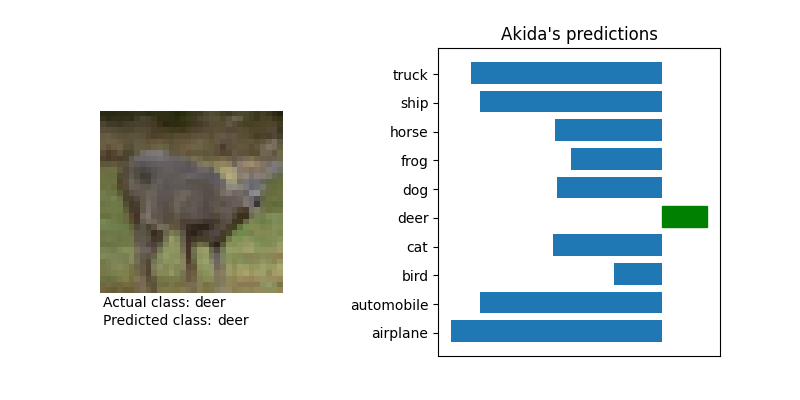 Akida's predictions
truck
ship
horse
frog
dog
deer
cat
bird
automobile
airplane
Actual class: deer
Predicted class: deer